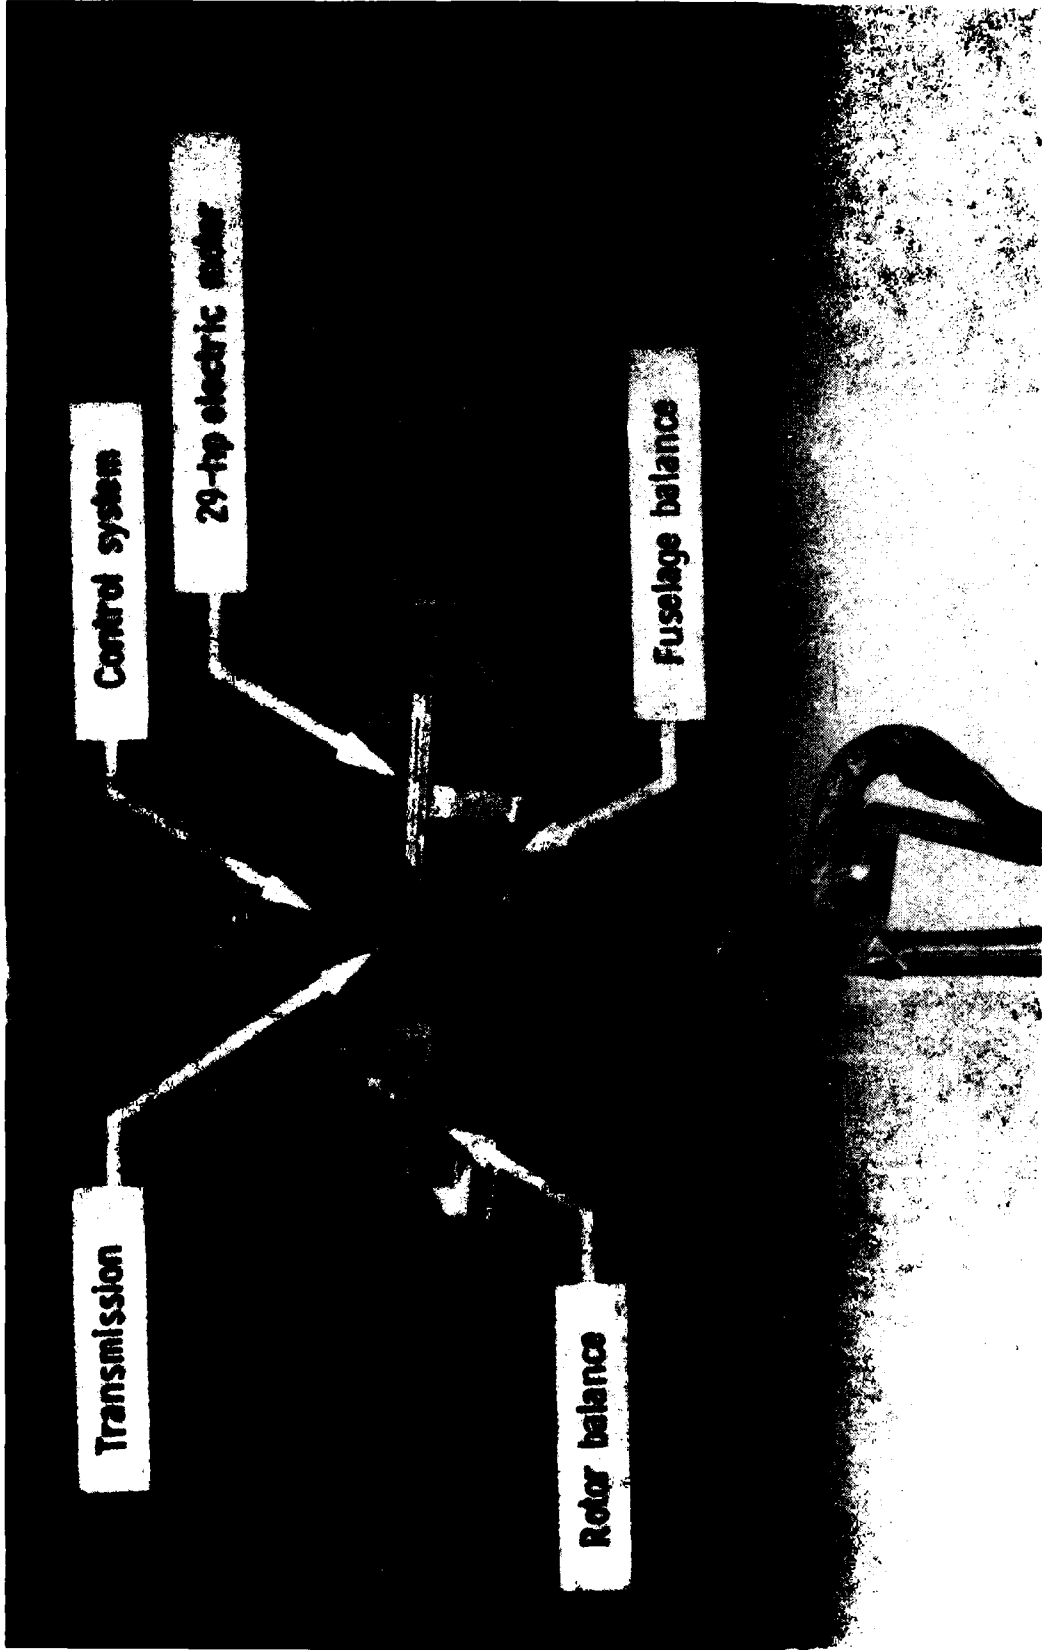 Transmission
Control system
29-hp electric motor
Rotor balance
Fuselage balance